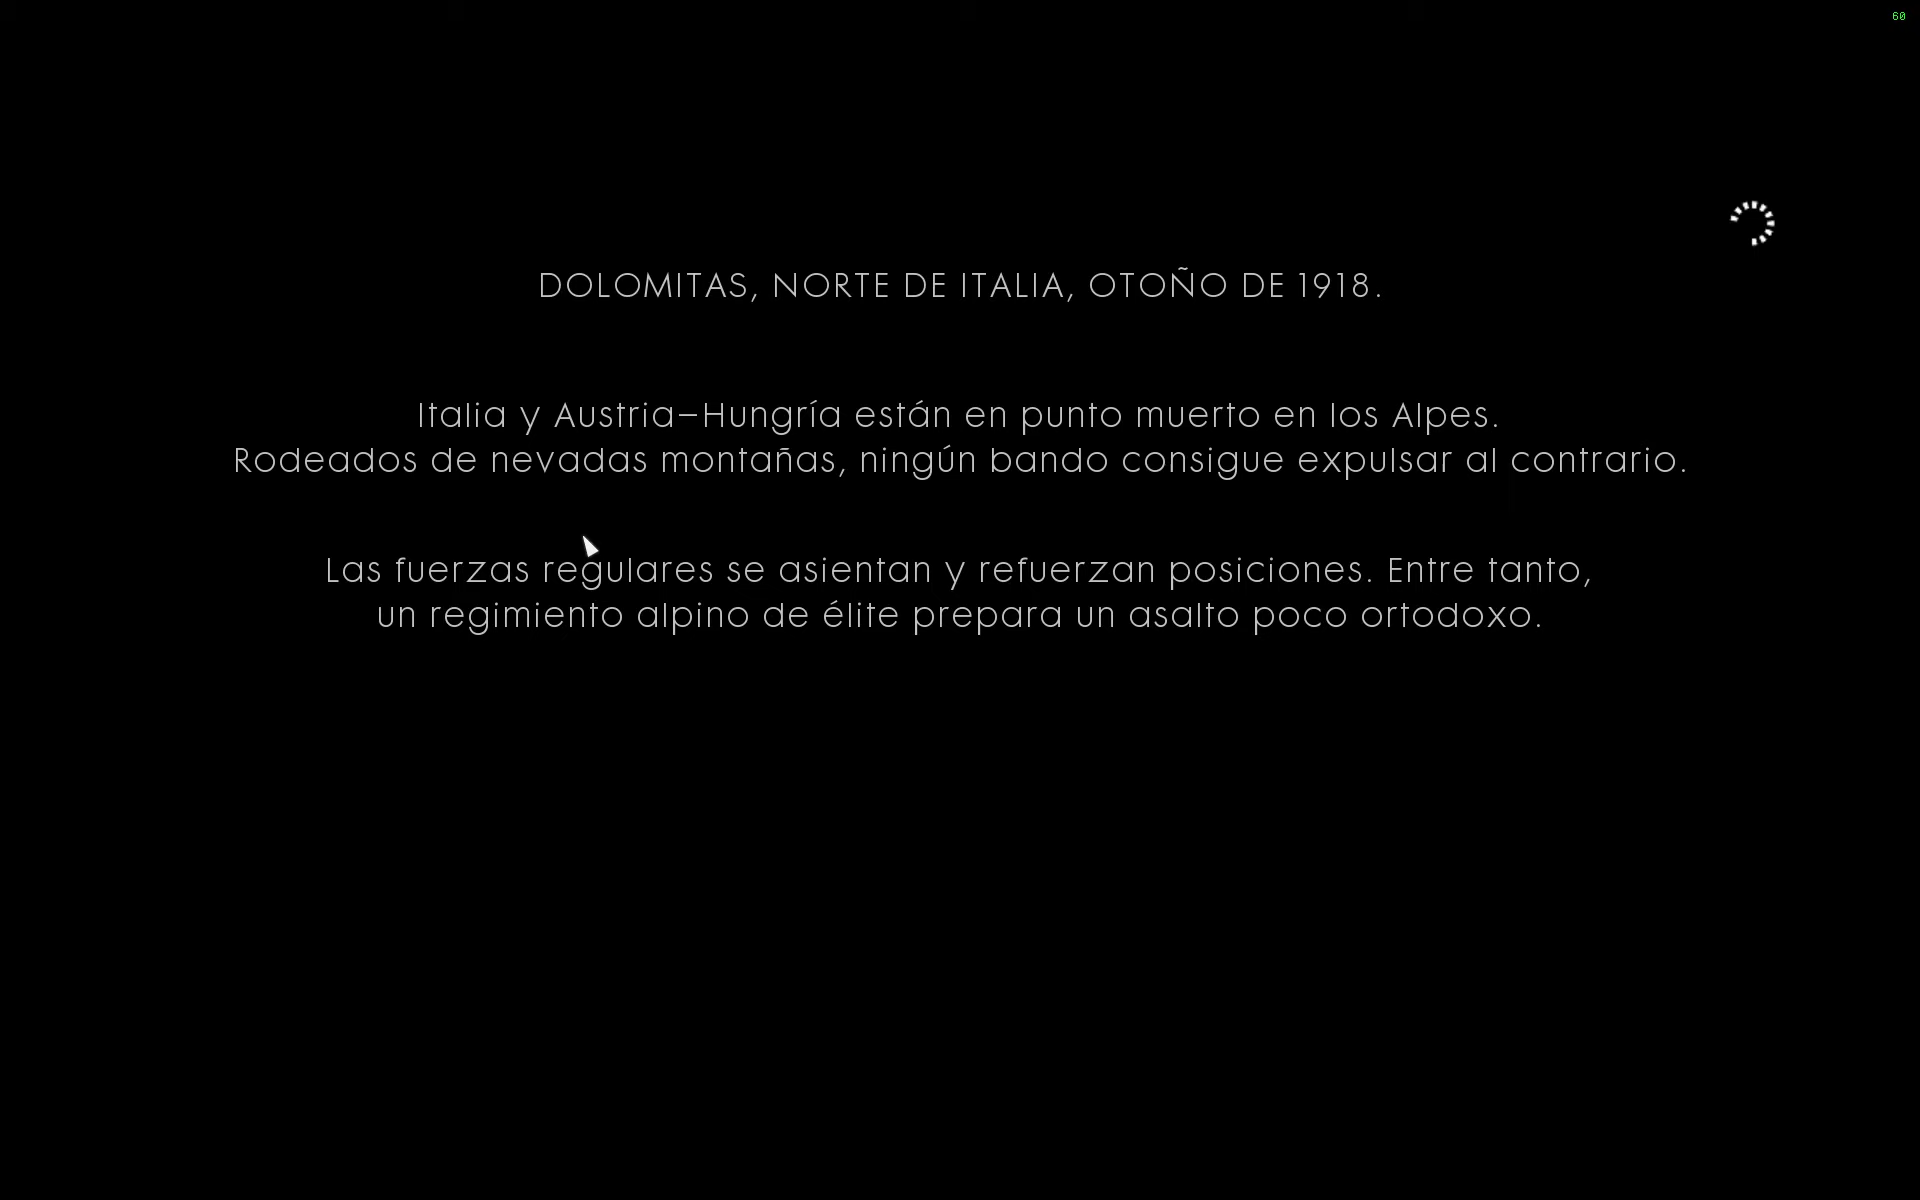 60
DOLOMITAS, NORTE DE ITALIA, OTOÑO DE 1918.
Italia y Austria–Hungría están en punto muerto en los Alpes.
Rodeados de nevadas montañas, ningún bando consigue expulsar al contrario.
Las fuerzas regulares se asientan y refuerzan posiciones. Entre tanto,
un regimiento alpino de élite prepara un asalto poco ortodoxo.